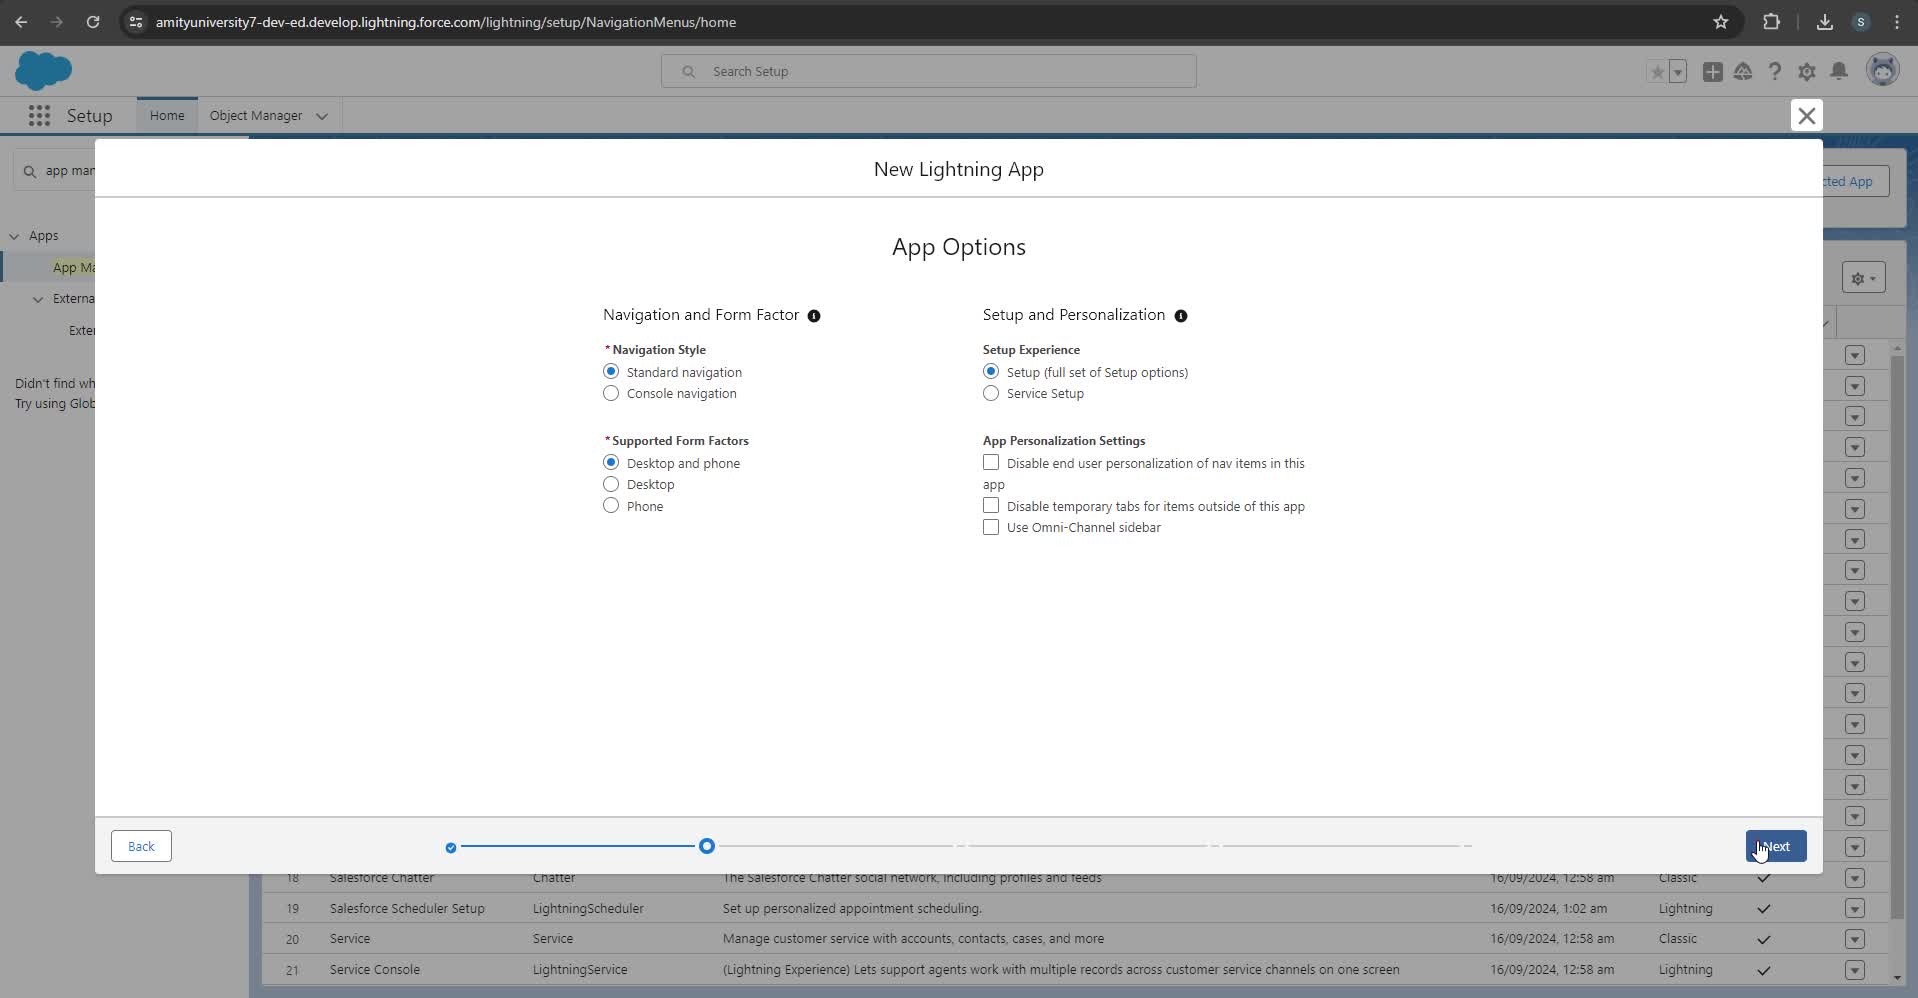 amityuniversity7-dev-ed.develop.lightning.force.com/lightning/setup/NavigationMenus/home
S
Search Setup
Setup
Home
Object Manager
app man
cted App
New Lightning App
Apps
App Ma
Externa
Exter
Didn't find wh
Try using Glob
App Options
Navigation and Form Factor
Setup and Personalization
* Navigation Style
Setup Experience
Standard navigation
Setup (full set of Setup options)
Console navigation
Service Setup
* Supported Form Factors
App Personalization Settings
Desktop and phone
Disable end user personalization of nav items in this
app
Desktop
Phone
Disable temporary tabs for items outside of this app
Use Omni-Channel sidebar
Back
Next
18 Salesforce Chatter Chatter The Salesforce Chatter social network, including profiles and feeds 16/09/2024, 12:58 am Classic
19 Salesforce Scheduler Setup LightningScheduler Set up personalized appointment scheduling. 16/09/2024, 1:02 am Lightning
20 Service Service Manage customer service with accounts, contacts, cases, and more 16/09/2024, 12:58 am Classic
21 Service Console LightningService (Lightning Experience) Lets support agents work with multiple records across customer service channels on one screen 16/09/2024, 12:58 am Lightning